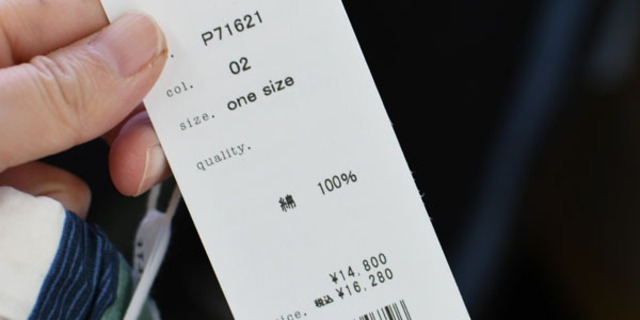 . P71621
col. 02
size. one size
quality.
綿 100%
¥14,800
ice. 税込 ¥16,280